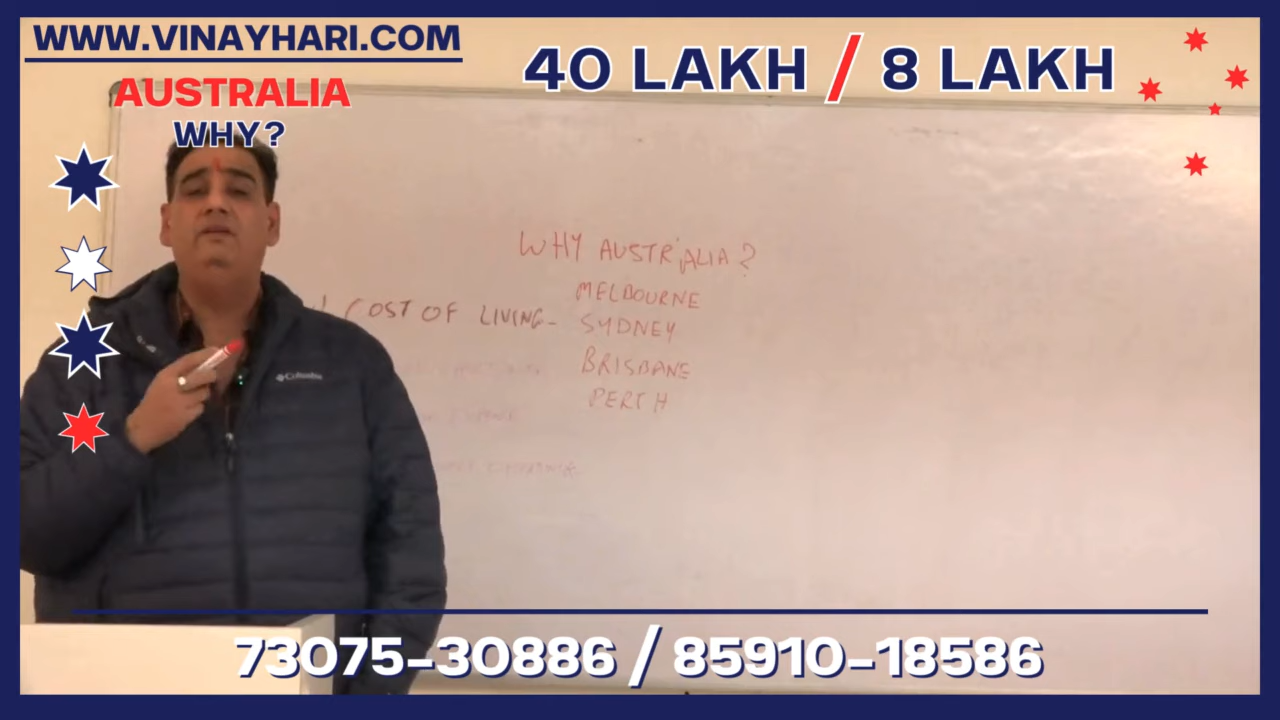 WWW.VINAYHARI.COM
40 LAKH / 8 LAKH
AUSTRALIA
WHY?
WHY AUSTRALIA?
MELBOURNE
COST OF LIVING- SYDNEY
BRISBANE
PERTH
Columbia
73075-30886 / 85910-18586